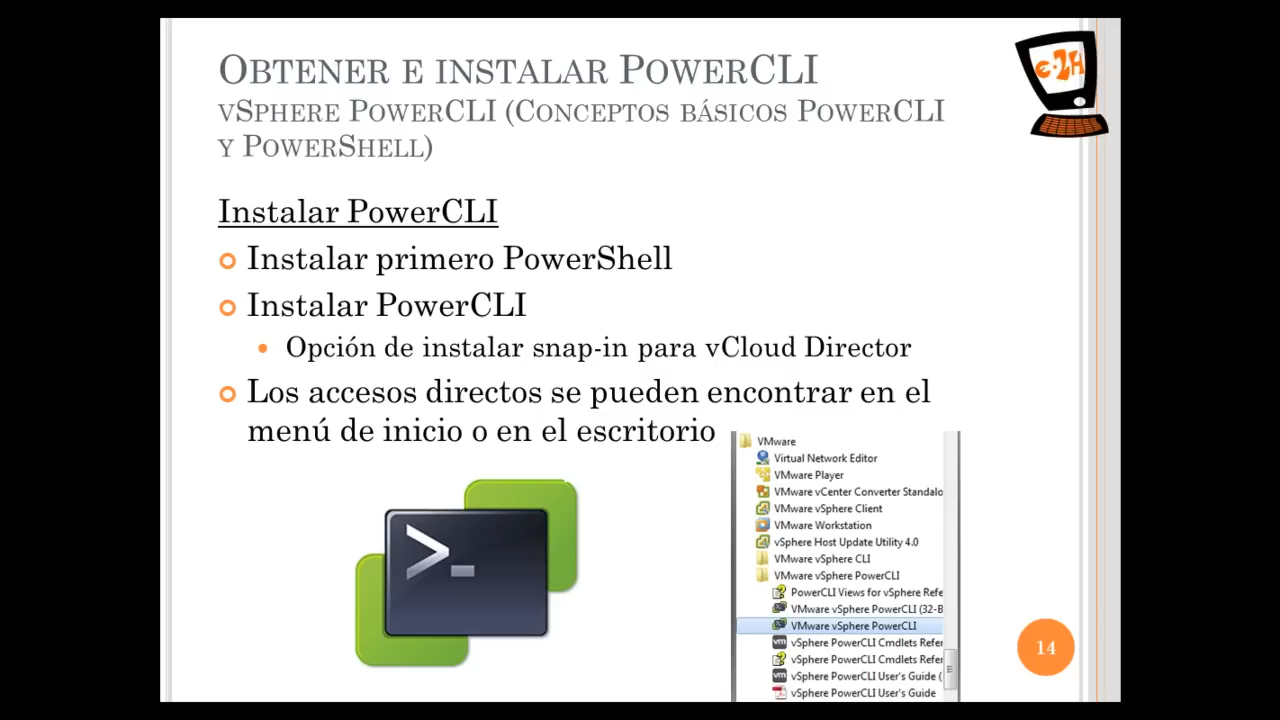 OBTENER E INSTALAR POWERCLI
VSPHERE POWERCLI (CONCEPTOS BÁSICOS POWERCLI
Y POWERSHELL)
e-2H
Instalar PowerCLI
Instalar primero PowerShell
Instalar PowerCLI
Opción de instalar snap-in para vCloud Director
Los accesos directos se pueden encontrar en el
menú de inicio o en el escritorio
>_
VMware
Virtual Network Editor
VMware Player
VMware vCenter Converter Standalo
VMware vSphere Client
VMware Workstation
vSphere Host Update Utility 4.0
VMware vSphere CLI
VMware vSphere PowerCLI
PowerCLI Views for vSphere Refe
VMware vSphere PowerCLI (32-B
VMware vSphere PowerCLI
vSphere PowerCLI Cmdlets Refer
vSphere PowerCLI Cmdlets Refer
vSphere PowerCLI User's Guide (
vSphere PowerCLI User's Guide
14